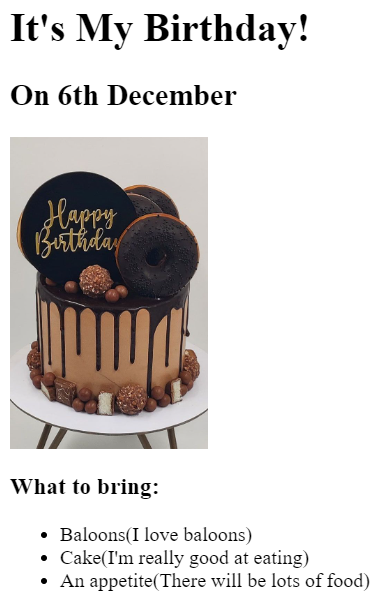 It's My Birthday!
On 6th December
Happy
Birthday
What to bring:
Baloons(I love baloons)
Cake(I'm really good at eating)
An appetite(There will be lots of food)